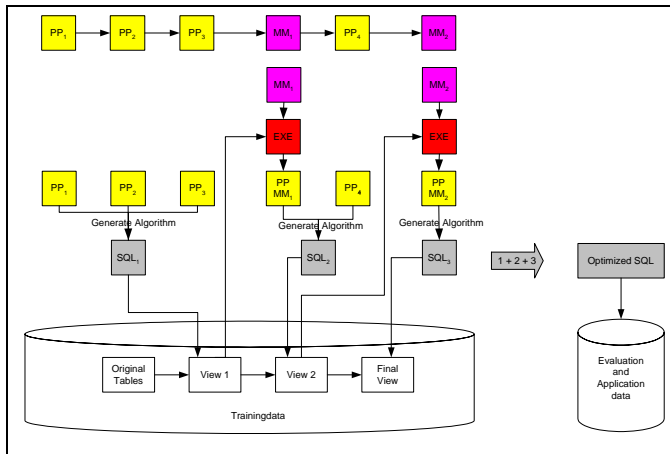 PP₁ PP₂ PP₃ MM₁ PP₄ MM₂
MM₁ MM₂
EXE EXE
PP₁ PP₂ PP₃ PP PP₄ PP
MM₁ MM₂
Generate Algorithm Generate Algorithm Generate Algorithm
SQL₁ SQL₂ SQL₃ 1 + 2 + 3 Optimized SQL
Original
Tables
View 1 View 2
Final
View
Trainingdata
Evaluation
and
Application
data